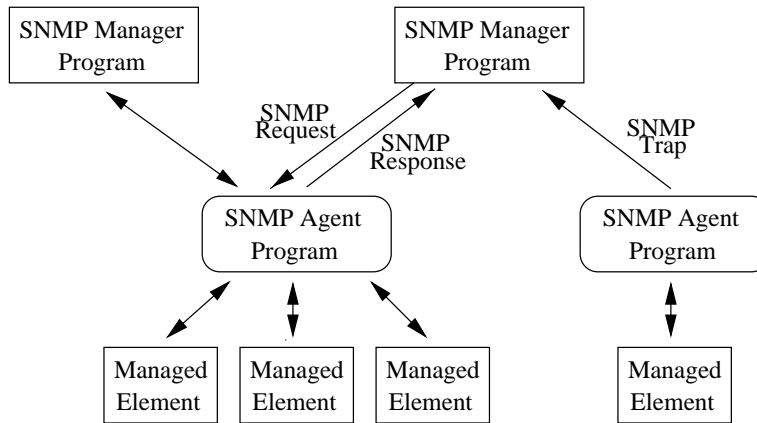 SNMP Manager
Program
SNMP Manager
Program
SNMP
Request
SNMP
Response
SNMP
Trap
SNMP Agent
Program
SNMP Agent
Program
Managed
Element
Managed
Element
Managed
Element
Managed
Element